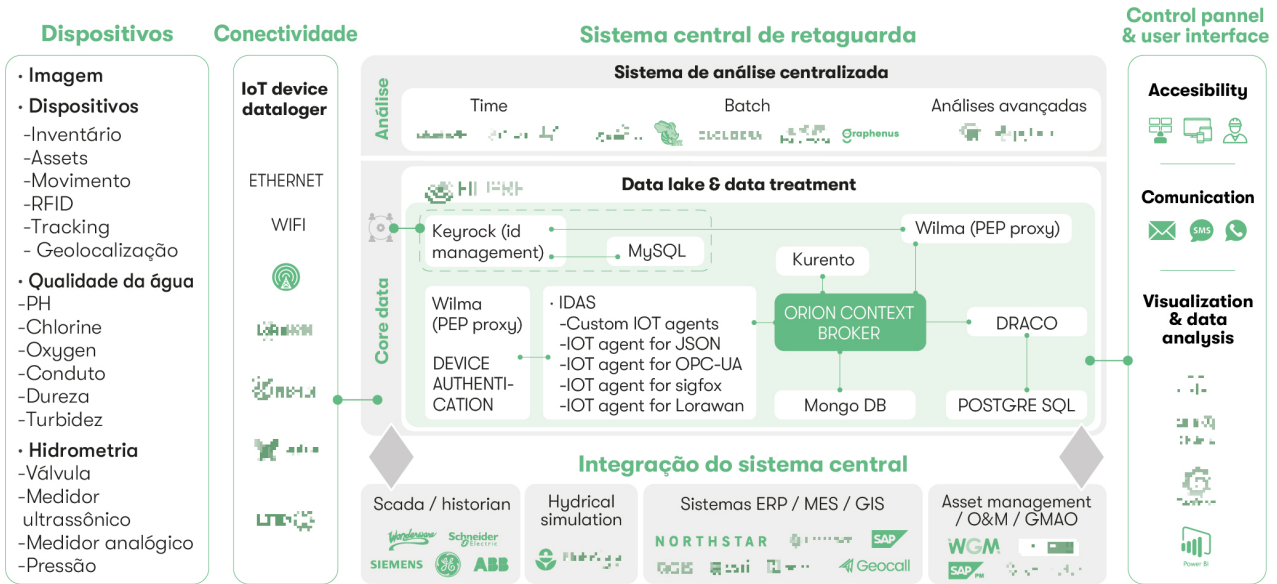 Dispositivos
· Imagem
· Dispositivos
-Inventário
-Assets
-Movimento
-RFID
-Tracking
- Geolocalização
· Qualidade da água
-PH
-Chlorine
-Oxygen
-Conduto
-Dureza
-Turbidez
· Hidrometria
-Válvula
-Medidor
ultrassônico
-Medidor analógico
-Pressão
Conectividade
IoT device
dataloger
ETHERNET
WIFI
Sistema central de retaguarda
Análise
Sistema de análise centralizada
Time
Batch
Análises avançadas
graphenus
Core data
Data lake & data treatment
Keyrock (id
management)
MySQL
Wilma (PEP proxy)
Kurento
Wilma
(PEP proxy)
DEVICE
AUTHENTI-
CATION
· IDAS
-Custom IOT agents
-IOT agent for JSON
-IOT agent for OPC-UA
-IOT agent for sigfox
-IOT agent for Lorawan
ORION CONTEXT
BROKER
DRACO
Mongo DB
POSTGRE SQL
Integração do sistema central
Scada / historian
Wonderware
Schneider
Electric
SIEMENS
GE
ABB
Hydrical
simulation
Sistemas ERP / MES / GIS
NORTHSTAR
SAP
Geocall
Asset management
/ O&M / GMAO
WGM
SAP PM
Control pannel
& user interface
Accesibility
Comunication
SMS
Visualization
& data
analysis
Power BI